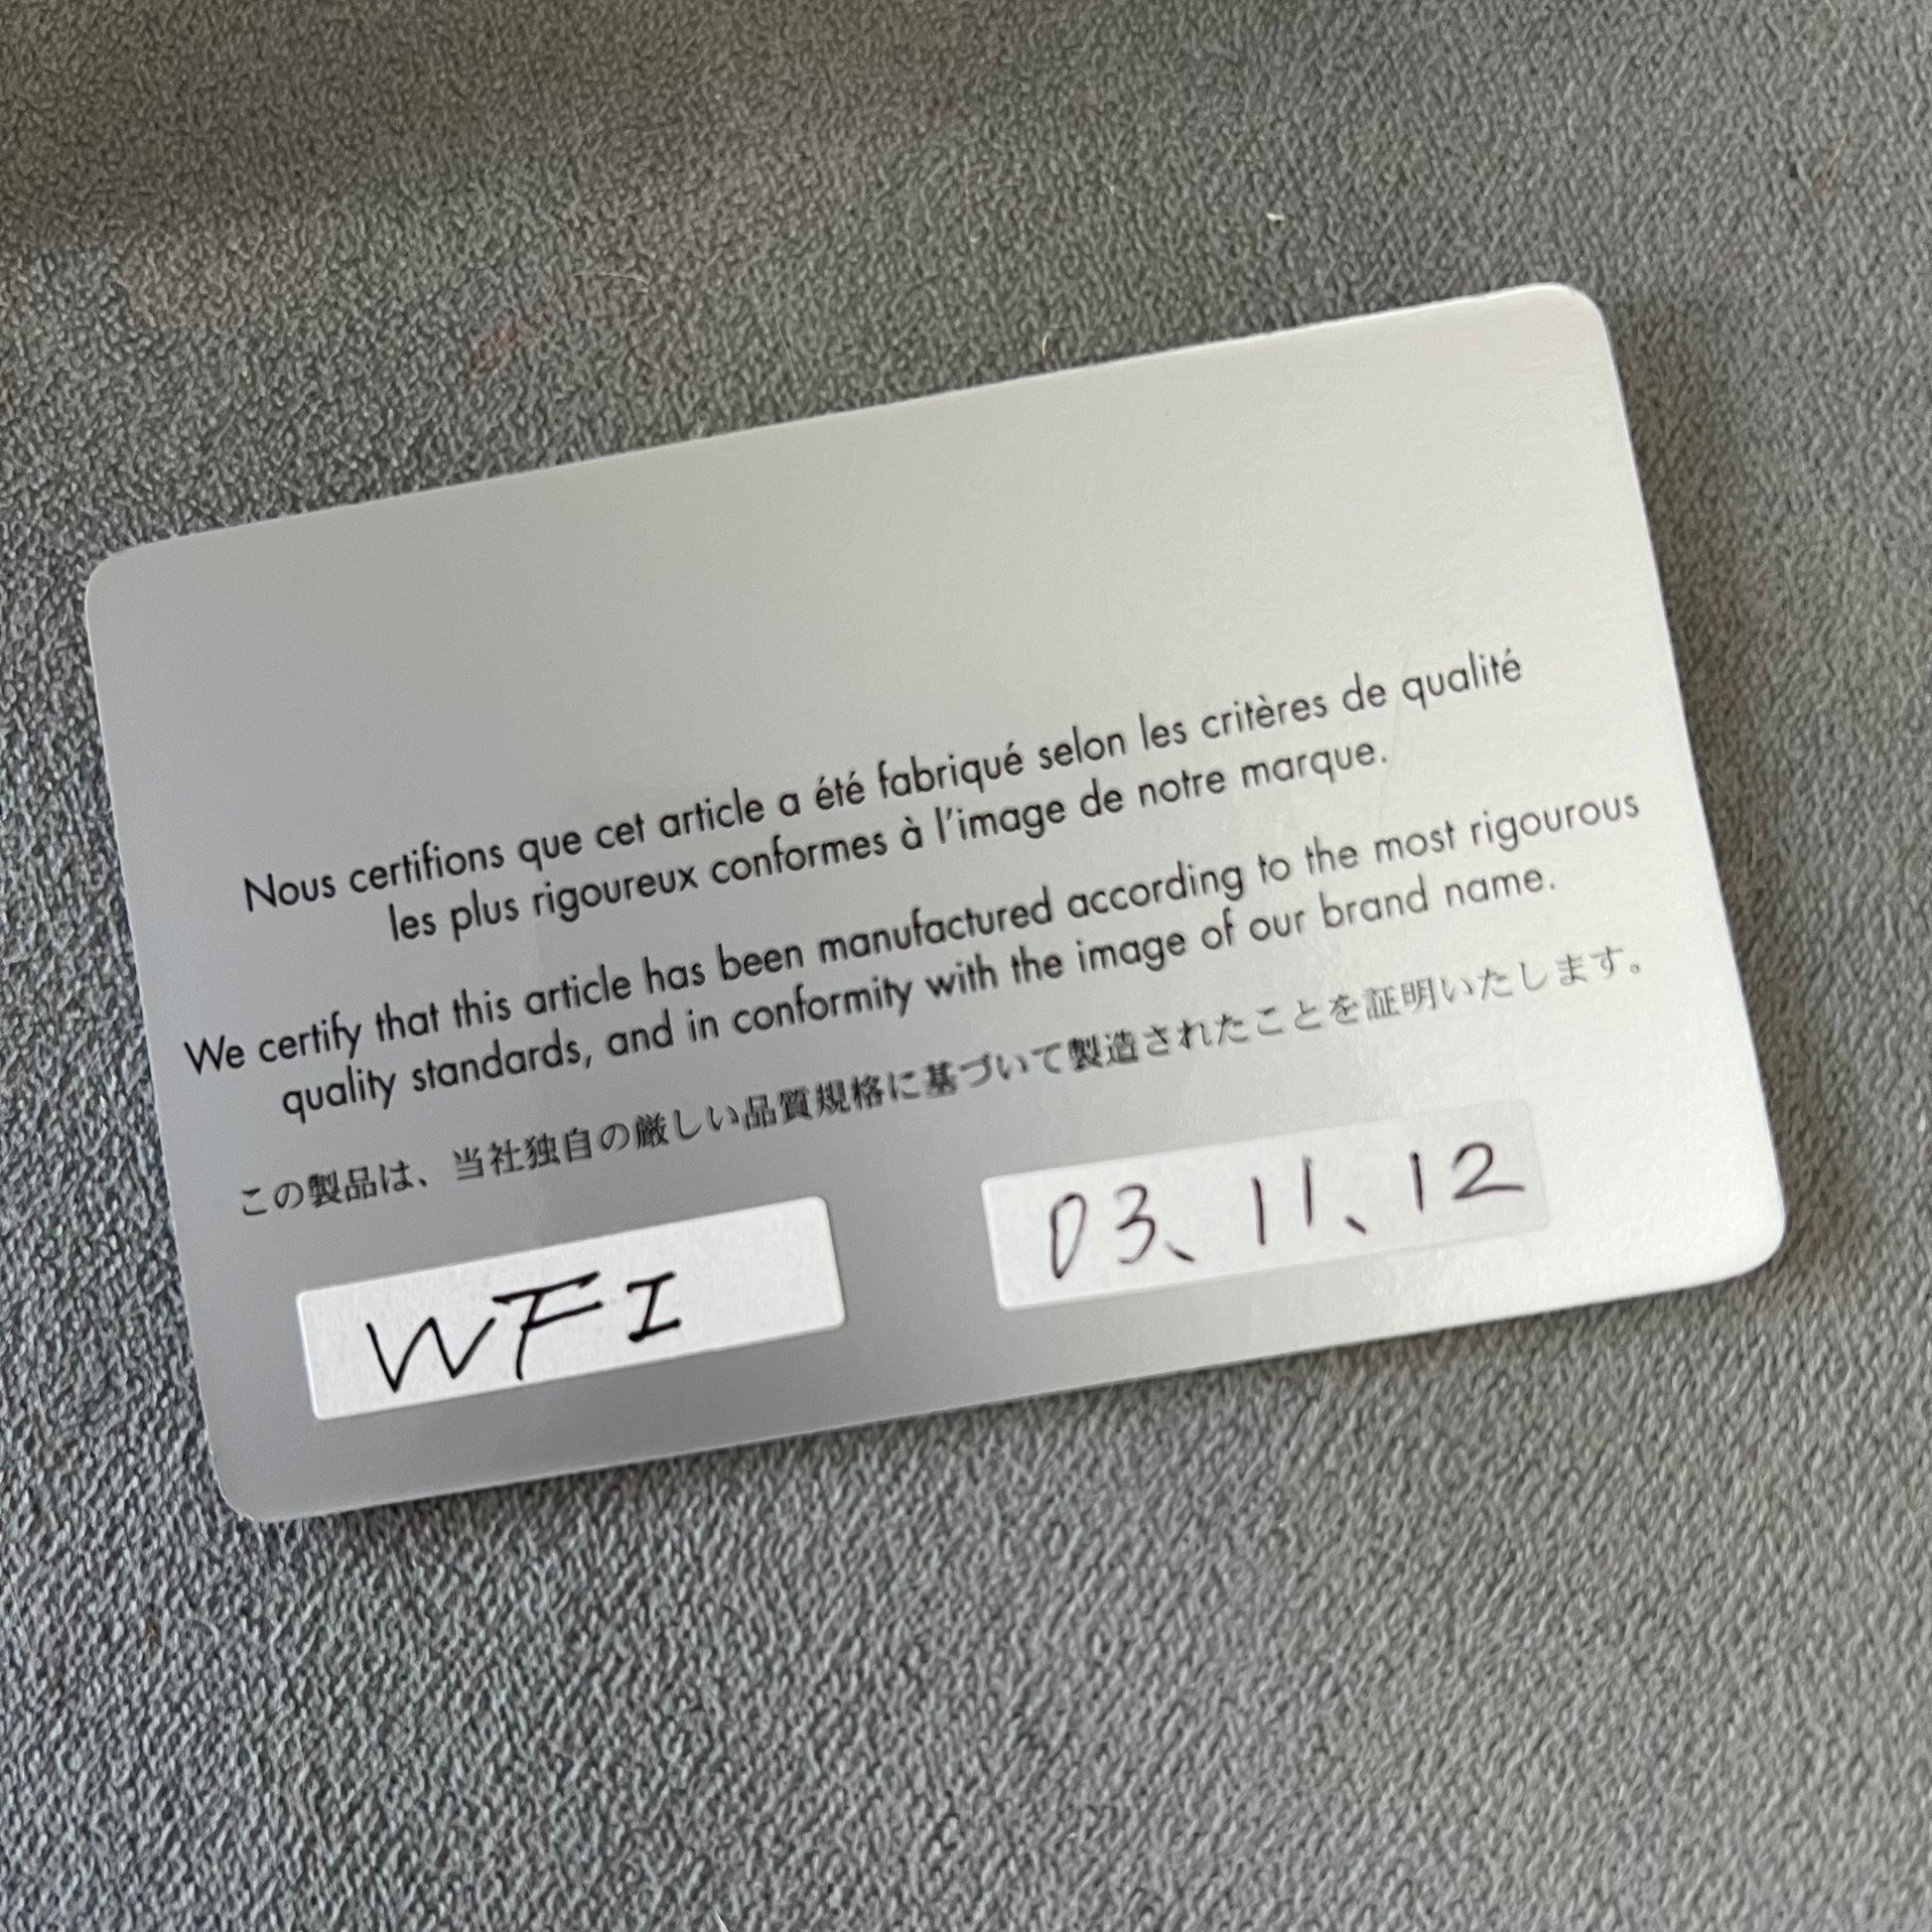 Nous certifions que cet article a été fabriqué selon les critères de qualité
les plus rigoureux conformes à l'image de notre marque.
We certify that this article has been manufactured according to the most rigourous
quality standards, and in conformity with the image of our brand name.
この製品は、当社独自の厳しい品質規格に基づいて製造されたことを証明いたします。
WFI
03、11、12